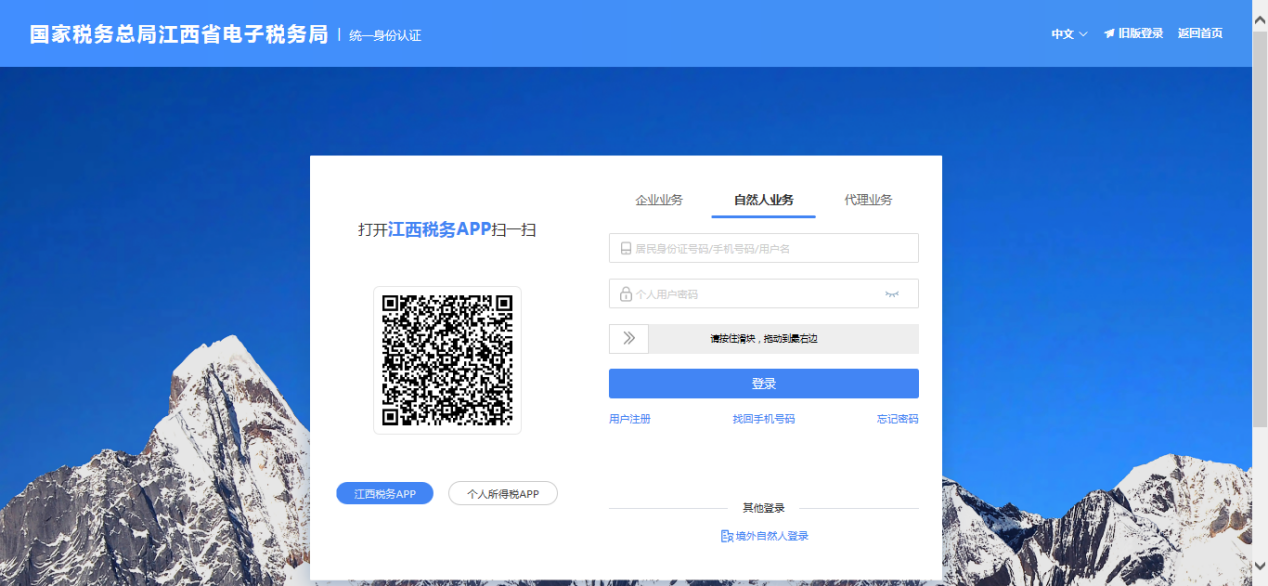 国家税务总局江西省电子税务局 | 统一身份认证
中文 旧版登录 返回首页
打开江西税务APP扫一扫
江西税务APP 个人所得税APP
企业业务 自然人业务 代理业务
居民身份证号码/手机号码/用户名
个人用户密码
请按住滑块，拖动到最右边
登录
用户注册 找回手机号码 忘记密码
其他登录
境外自然人登录